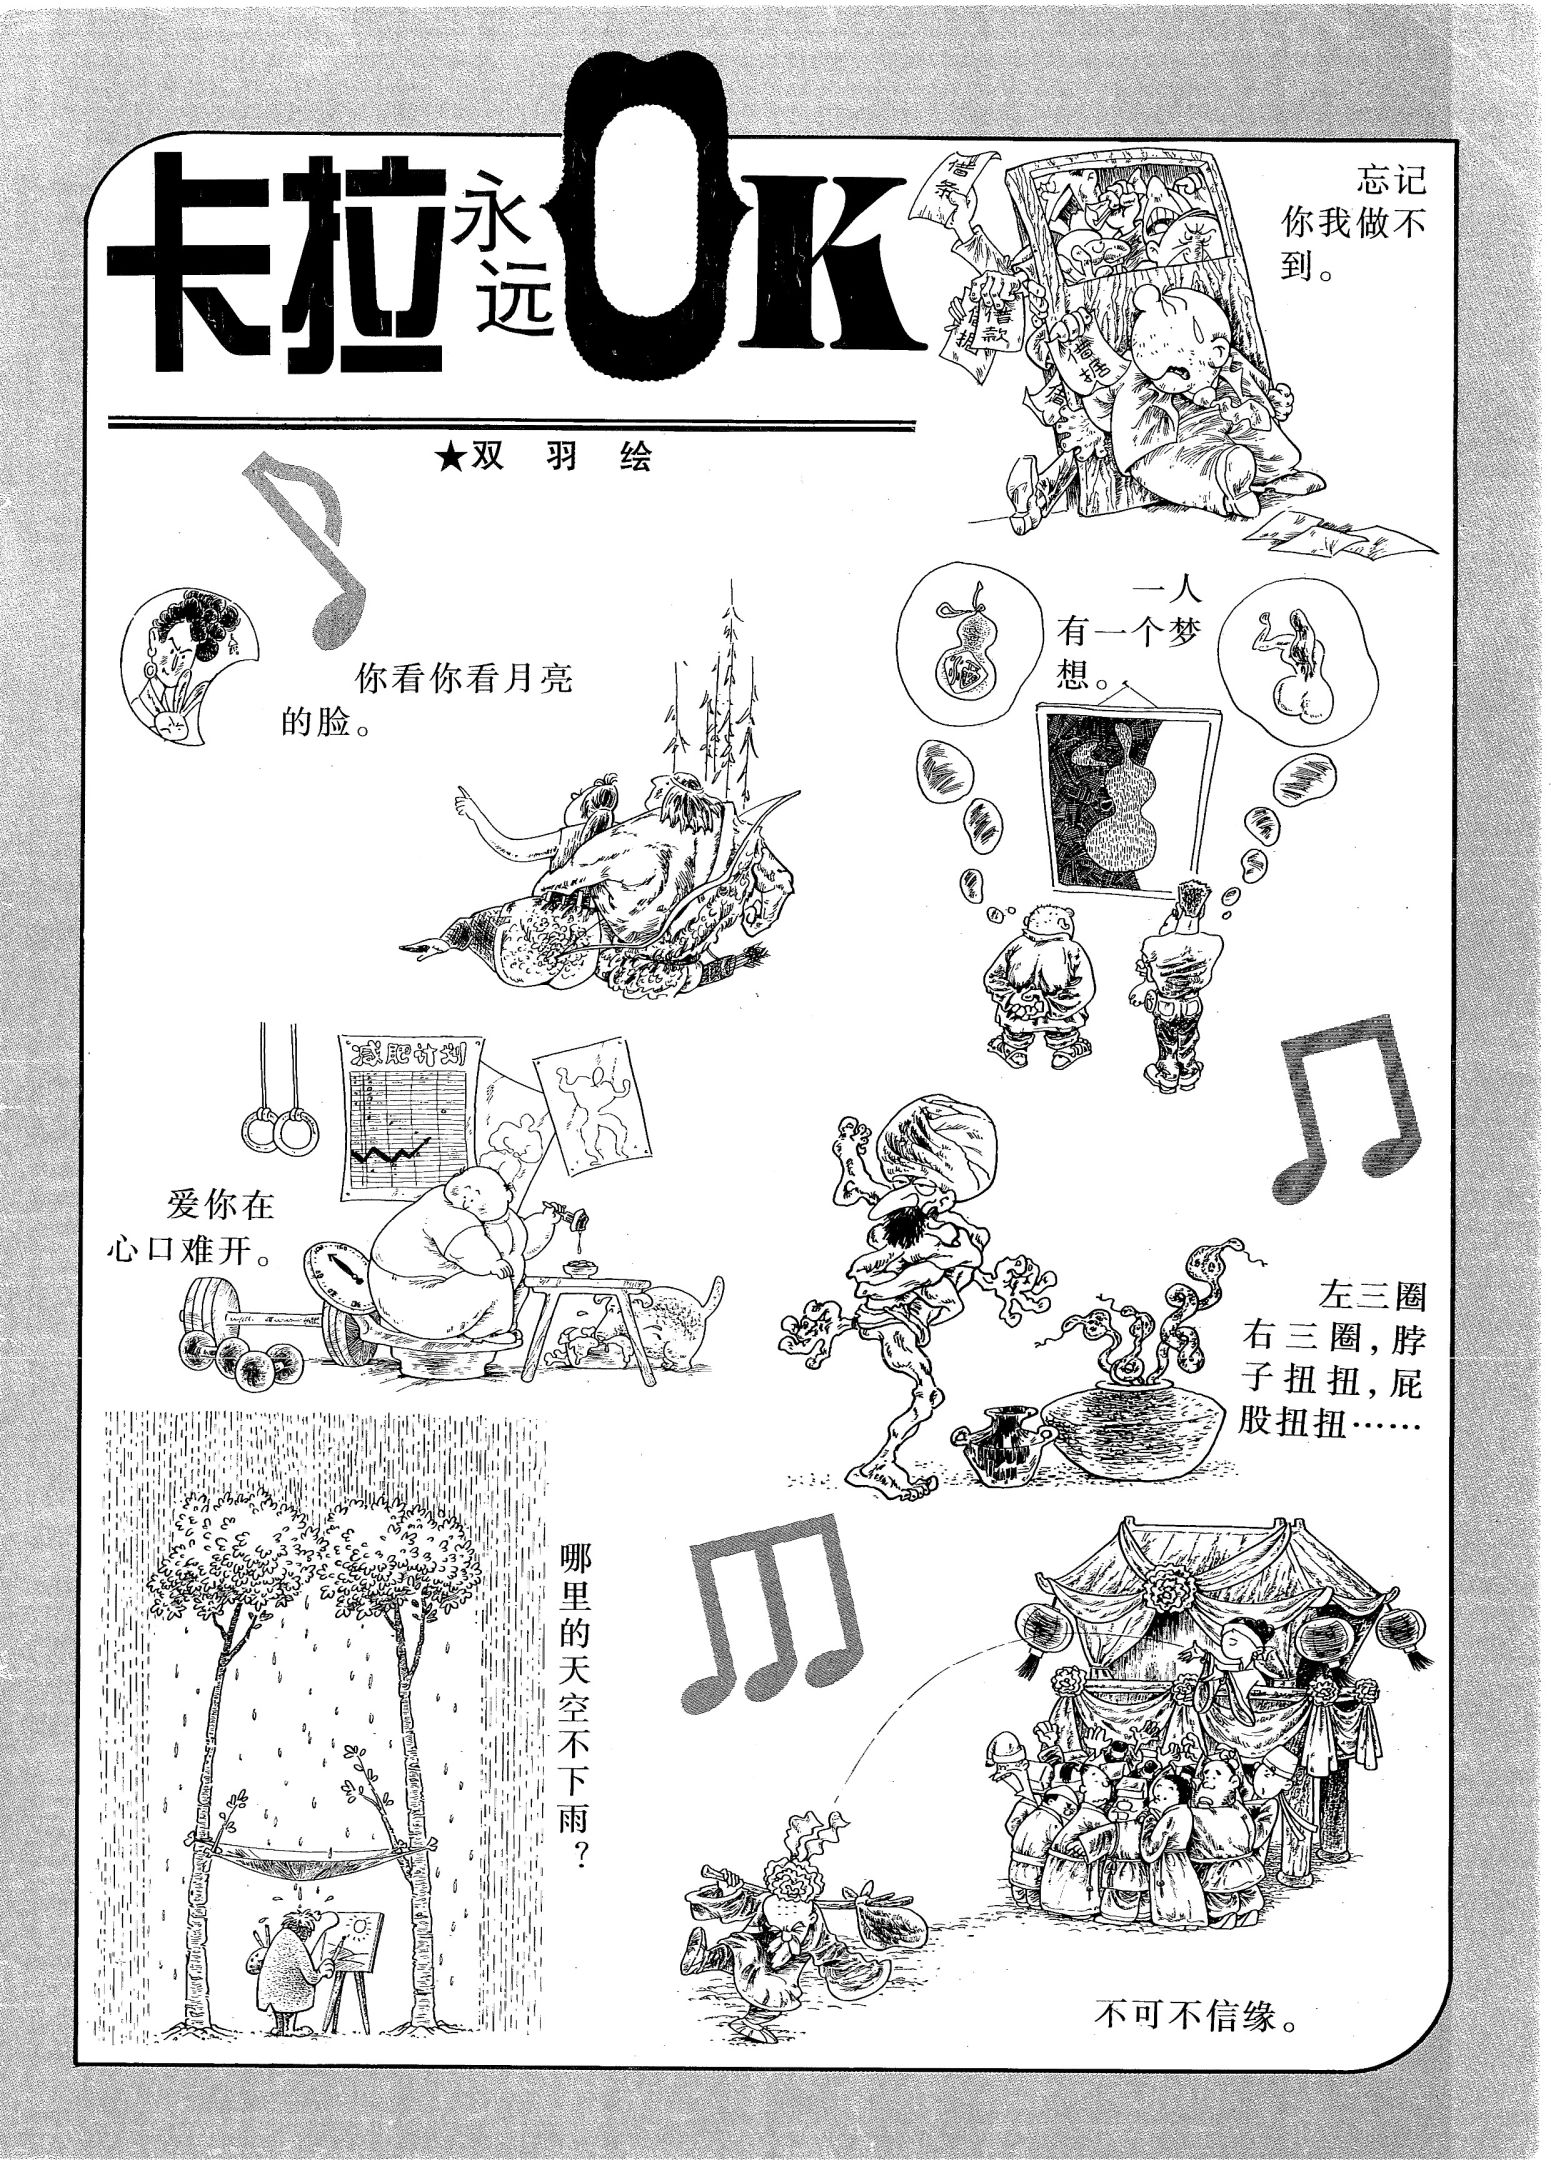 卡拉永远OK
★双 羽 绘
忘记
你我做不
到。
借条
借款
借据
借
你看你看月亮
的脸。
一人
有一个梦
想。
酒
减肥计划
爱你在
心口难开。
左三圈
右三圈，脖
子扭扭，屁
股扭扭……
哪里的天空不下雨？
不可不信缘。